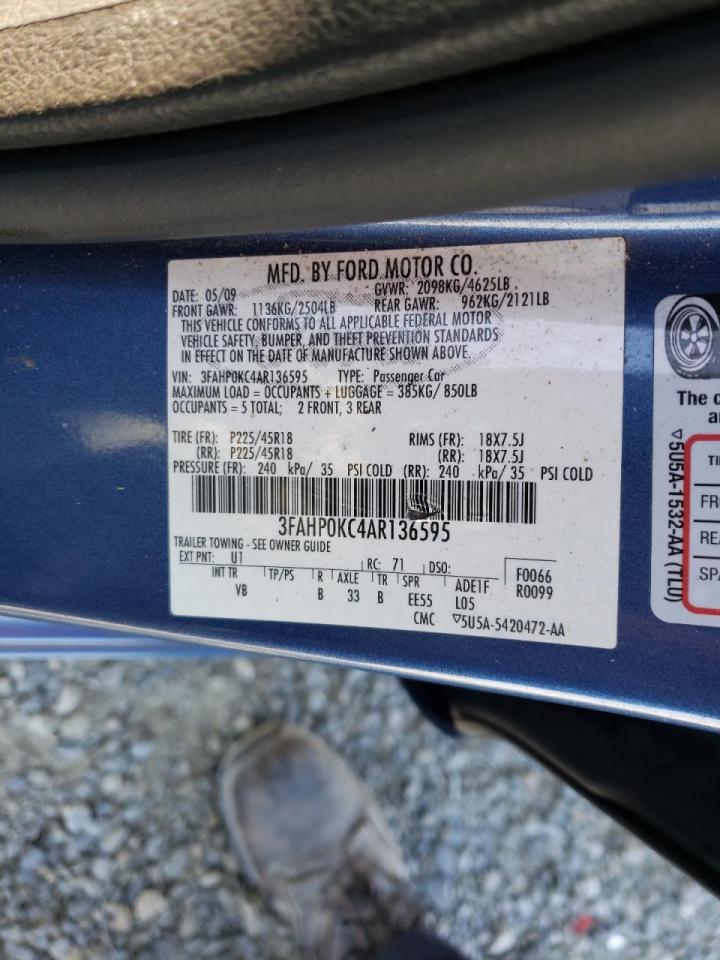 MFD. BY FORD MOTOR CO.
DATE: 05/09 GVWR: 2098KG/4625LB
FRONT GAWR: 1136KG/2504LB REAR GAWR: 962KG/2121LB
THIS VEHICLE CONFORMS TO ALL APPLICABLE FEDERAL MOTOR
VEHICLE SAFETY, BUMPER, AND THEFT PREVENTION STANDARDS
IN EFFECT ON THE DATE OF MANUFACTURE SHOWN ABOVE.
VIN: 3FAHP0KC4AR136595 TYPE: Passenger Car
MAXIMUM LOAD = OCCUPANTS + LUGGAGE = 385KG/ 850LB
OCCUPANTS = 5 TOTAL; 2 FRONT, 3 REAR
TIRE (FR): P225/45R18 RIMS (FR): 18X7.5J
(RR): P225/45R18 (RR): 18X7.5J
PRESSURE (FR): 240 kPa/ 35 PSI COLD (RR): 240 kPa/ 35 PSI COLD
3FAHP0KC4AR136595
TRAILER TOWING - SEE OWNER GUIDE
EXT PNT: U1 RC: 71 DSO: F0066
INT TR TP/PS R AXLE TR SPR ADE1F R0099
VB B 33 B EE55 L05
CMC ▽5U5A-5420472-AA
The c
a
▽5U5A-1532-AA (TLU)
TI
FR
REA
SPA